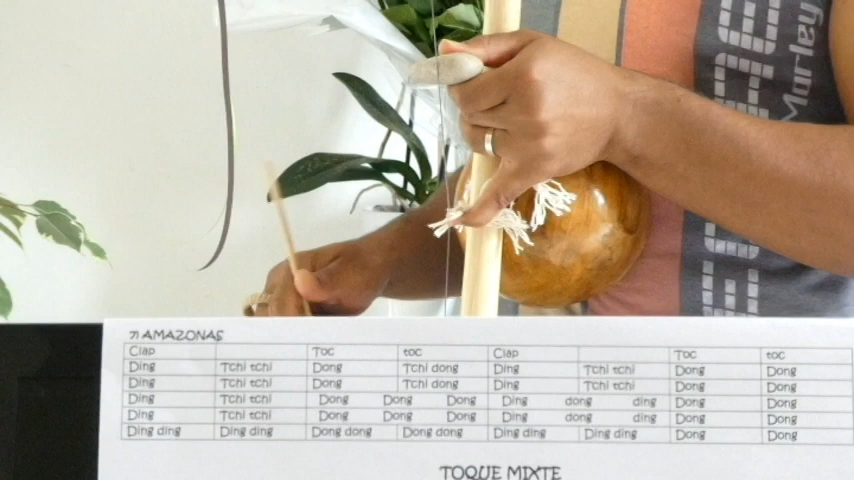 Marley
7) AMAZONAS
Clap Toc toc Clap Toc toc
Ding Tchi tchi Dong Tchi dong Ding Tchi tchi Dong Dong
Ding Tchi tchi Dong Tchi dong Ding Tchi tchi Dong Dong
Ding Tchi tchi Dong Dong Dong Ding dong ding Dong Dong
Ding Tchi tchi Dong Dong Dong Ding dong ding Dong Dong
Ding ding Ding ding Dong dong Dong dong Ding ding Ding ding Dong Dong
TOQUE MIXTE